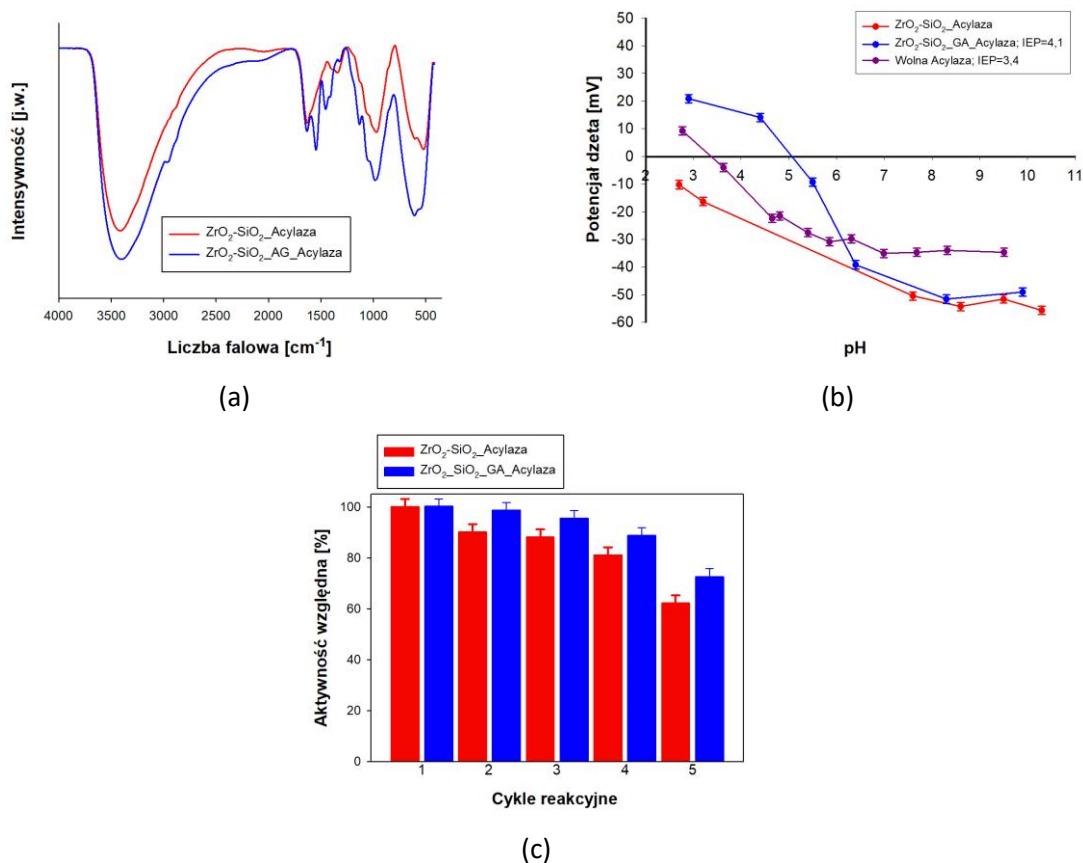 Intensywność [j.w.]
ZrO2-SiO2_Acylaza
ZrO2-SiO2_AG_Acylaza
4000 3500 3000 2500 2000 1500 1000 500
Liczba falowa [cm-1]
(a)
ZrO2-SiO2_Acylaza
ZrO2-SiO2_GA_Acylaza; IEP=4,1
Wolna Acylaza; IEP=3,4
Potencjał dzeta [mV]
50
40
30
20
10
0
-10
-20
-30
-40
-50
-60
2 3 4 5 6 7 8 9 10 11
pH
(b)
ZrO2-SiO2_Acylaza
ZrO2_SiO2_GA_Acylaza
Aktywność względna [%]
100
80
60
40
20
0
1 2 3 4 5
Cykle reakcyjne
(c)